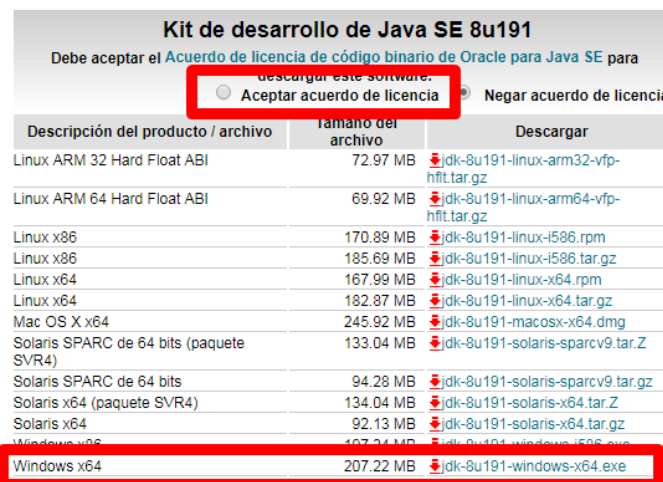 Kit de desarrollo de Java SE 8u191
Debe aceptar el Acuerdo de licencia de código binario de Oracle para Java SE para
descargar este software.
Aceptar acuerdo de licencia Negar acuerdo de licencia
Descripción del producto / archivo Tamaño del archivo Descargar
Linux ARM 32 Hard Float ABI 72.97 MB jdk-8u191-linux-arm32-vfp-
hflt.tar.gz
Linux ARM 64 Hard Float ABI 69.92 MB jdk-8u191-linux-arm64-vfp-
hflt.tar.gz
Linux x86 170.89 MB jdk-8u191-linux-i586.rpm
Linux x86 185.69 MB jdk-8u191-linux-i586.tar.gz
Linux x64 167.99 MB jdk-8u191-linux-x64.rpm
Linux x64 182.87 MB jdk-8u191-linux-x64.tar.gz
Mac OS X x64 245.92 MB jdk-8u191-macosx-x64.dmg
Solaris SPARC de 64 bits (paquete
SVR4) 133.04 MB jdk-8u191-solaris-sparcv9.tar.Z
Solaris SPARC de 64 bits 94.28 MB jdk-8u191-solaris-sparcv9.tar.gz
Solaris x64 (paquete SVR4) 134.04 MB jdk-8u191-solaris-x64.tar.Z
Solaris x64 92.13 MB jdk-8u191-solaris-x64.tar.gz
Windows x86 197.34 MB jdk-8u191-windows-i586.exe
Windows x64 207.22 MB jdk-8u191-windows-x64.exe